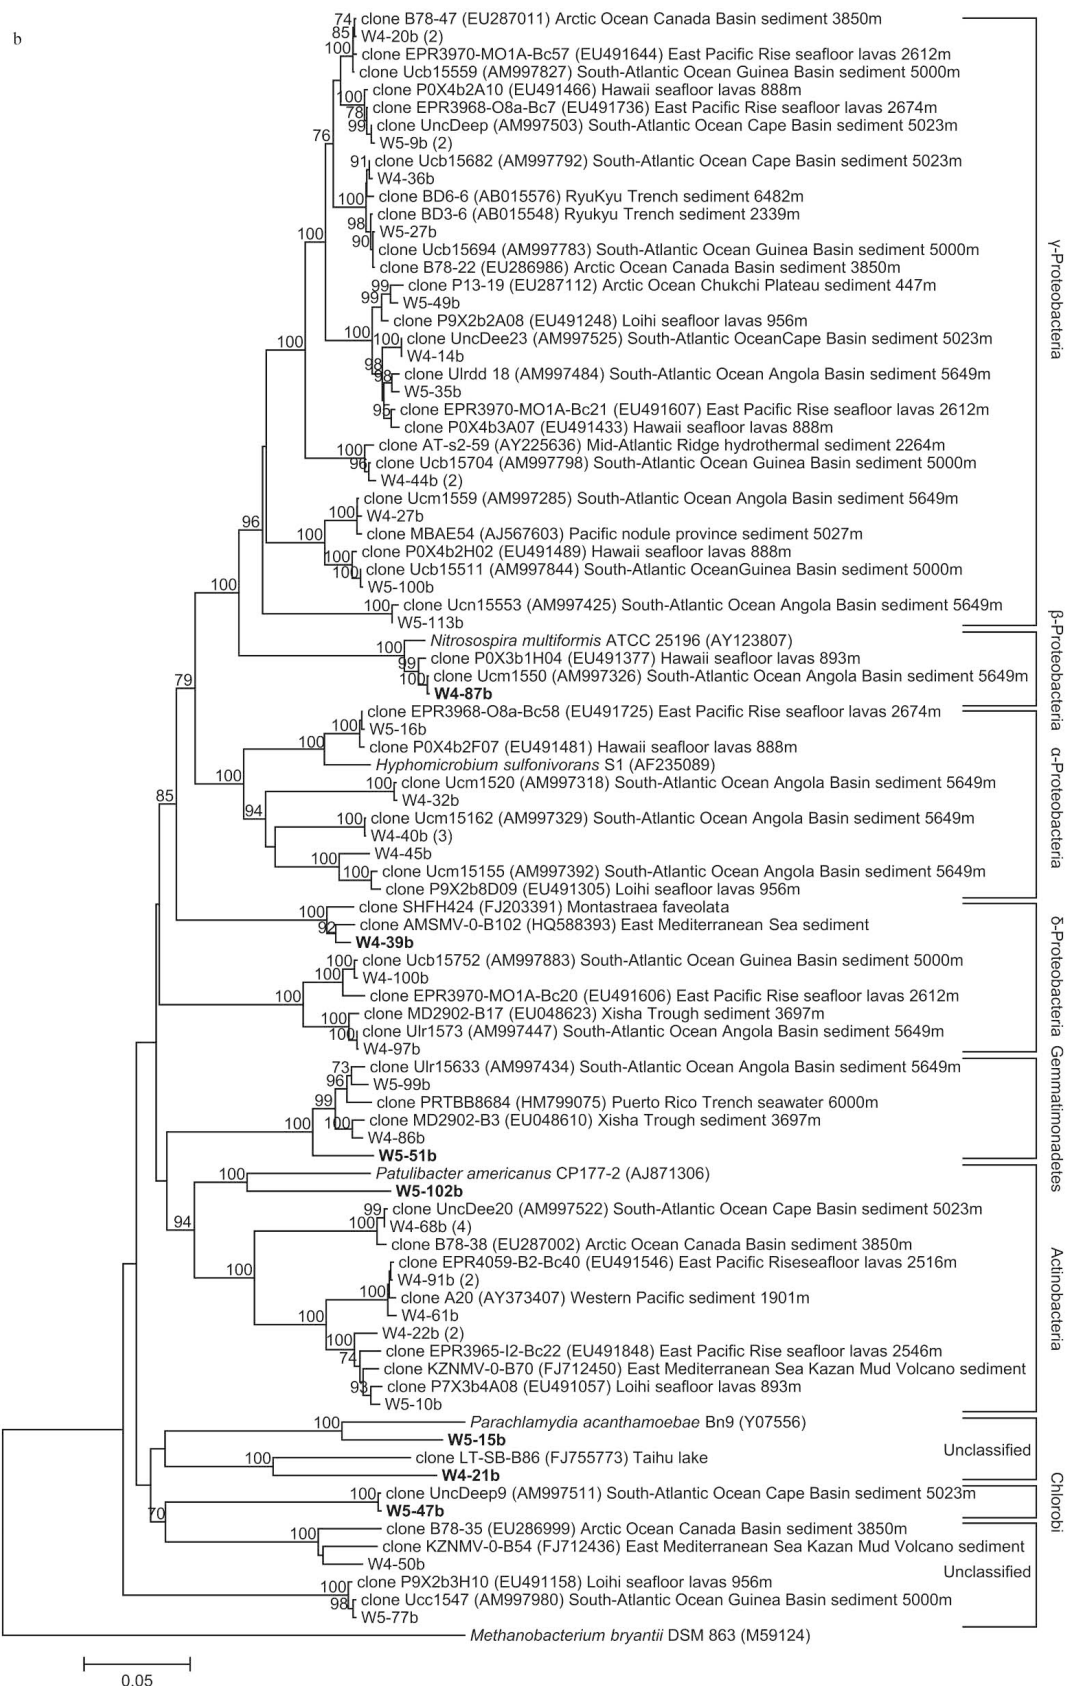 b
74 clone B78-47 (EU287011) Arctic Ocean Canada Basin sediment 3850m
85 W4-20b (2)
100 clone EPR3970-MO1A-Bc57 (EU491644) East Pacific Rise seafloor lavas 2612m
clone Ucb15559 (AM997827) South-Atlantic Ocean Guinea Basin sediment 5000m
100 clone P0X4b2A10 (EU491466) Hawaii seafloor lavas 888m
78 clone EPR3968-O8a-Bc7 (EU491736) East Pacific Rise seafloor lavas 2674m
99 clone UncDeep (AM997503) South-Atlantic Ocean Cape Basin sediment 5023m
76 W5-9b (2)
91 clone Ucb15682 (AM997792) South-Atlantic Ocean Cape Basin sediment 5023m
W4-36b
100 clone BD6-6 (AB015576) RyuKyu Trench sediment 6482m
98 clone BD3-6 (AB015548) Ryukyu Trench sediment 2339m
100 90 W5-27b
clone Ucb15694 (AM997783) South-Atlantic Ocean Guinea Basin sediment 5000m
clone B78-22 (EU286986) Arctic Ocean Canada Basin sediment 3850m
99 clone P13-19 (EU287112) Arctic Ocean Chukchi Plateau sediment 447m
99 W5-49b
clone P9X2b2A08 (EU491248) Loihi seafloor lavas 956m
100 100 100 clone UncDee23 (AM997525) South-Atlantic OceanCape Basin sediment 5023m
W4-14b
98 98 clone Ulrdd 18 (AM997484) South-Atlantic Ocean Angola Basin sediment 5649m
W5-35b
95 clone EPR3970-MO1A-Bc21 (EU491607) East Pacific Rise seafloor lavas 2612m
clone P0X4b3A07 (EU491433) Hawaii seafloor lavas 888m
100 clone AT-s2-59 (AY225636) Mid-Atlantic Ridge hydrothermal sediment 2264m
96 clone Ucb15704 (AM997798) South-Atlantic Ocean Guinea Basin sediment 5000m
W4-44b (2)
clone Ucm1559 (AM997285) South-Atlantic Ocean Angola Basin sediment 5649m
96 100 W4-27b
100 clone MBAE54 (AJ567603) Pacific nodule province sediment 5027m
100 clone P0X4b2H02 (EU491489) Hawaii seafloor lavas 888m
100 clone Ucb15511 (AM997844) South-Atlantic OceanGuinea Basin sediment 5000m
100 W5-100b
100 clone Ucn15553 (AM997425) South-Atlantic Ocean Angola Basin sediment 5649m
W5-113b
γ-Proteobacteria
100 Nitrosospira multiformis ATCC 25196 (AY123807)
99 clone P0X3b1H04 (EU491377) Hawaii seafloor lavas 893m
79 100 clone Ucm1550 (AM997326) South-Atlantic Ocean Angola Basin sediment 5649m
W4-87b
β-Proteobacteria
clone EPR3968-O8a-Bc58 (EU491725) East Pacific Rise seafloor lavas 2674m
100 W5-16b
100 clone P0X4b2F07 (EU491481) Hawaii seafloor lavas 888m
Hyphomicrobium sulfonivorans S1 (AF235089)
100 100 clone Ucm1520 (AM997318) South-Atlantic Ocean Angola Basin sediment 5649m
85 W4-32b
94 100 clone Ucm15162 (AM997329) South-Atlantic Ocean Angola Basin sediment 5649m
W4-40b (3)
100 W4-45b
100 clone Ucm15155 (AM997392) South-Atlantic Ocean Angola Basin sediment 5649m
clone P9X2b8D09 (EU491305) Loihi seafloor lavas 956m
α-Proteobacteria
100 clone SHFH424 (FJ203391) Montastraea faveolata
92 clone AMSMV-0-B102 (HQ588393) East Mediterranean Sea sediment
W4-39b
100 clone Ucb15752 (AM997883) South-Atlantic Ocean Guinea Basin sediment 5000m
100 W4-100b
100 clone EPR3970-MO1A-Bc20 (EU491606) East Pacific Rise seafloor lavas 2612m
100 clone MD2902-B17 (EU048623) Xisha Trough sediment 3697m
100 clone Ulr1573 (AM997447) South-Atlantic Ocean Angola Basin sediment 5649m
W4-97b
δ-Proteobacteria
73 clone Ulr15633 (AM997434) South-Atlantic Ocean Angola Basin sediment 5649m
96 W5-99b
99 clone PRTBB8684 (HM799075) Puerto Rico Trench seawater 6000m
100 100 clone MD2902-B3 (EU048610) Xisha Trough sediment 3697m
W4-86b
W5-51b
Gemmatimonadetes
100 Patulibacter americanus CP177-2 (AJ871306)
W5-102b
99 clone UncDee20 (AM997522) South-Atlantic Ocean Cape Basin sediment 5023m
94 100 W4-68b (4)
clone B78-38 (EU287002) Arctic Ocean Canada Basin sediment 3850m
100 clone EPR4059-B2-Bc40 (EU491546) East Pacific Riseseafloor lavas 2516m
W4-91b (2)
100 clone A20 (AY373407) Western Pacific sediment 1901m
100 W4-61b
100 W4-22b (2)
74 clone EPR3965-I2-Bc22 (EU491848) East Pacific Rise seafloor lavas 2546m
clone KZNMV-0-B70 (FJ712450) East Mediterranean Sea Kazan Mud Volcano sediment
93 clone P7X3b4A08 (EU491057) Loihi seafloor lavas 893m
W5-10b
Actinobacteria
100 Parachlamydia acanthamoebae Bn9 (Y07556)
W5-15b
Unclassified
100 clone LT-SB-B86 (FJ755773) Taihu lake
W4-21b
100 clone UncDeep9 (AM997511) South-Atlantic Ocean Cape Basin sediment 5023m
70 W5-47b
Chlorobi
100 clone B78-35 (EU286999) Arctic Ocean Canada Basin sediment 3850m
clone KZNMV-0-B54 (FJ712436) East Mediterranean Sea Kazan Mud Volcano sediment
W4-50b
Unclassified
100 clone P9X2b3H10 (EU491158) Loihi seafloor lavas 956m
98 clone Ucc1547 (AM997980) South-Atlantic Ocean Guinea Basin sediment 5000m
W5-77b
Methanobacterium bryantii DSM 863 (M59124)
0.05